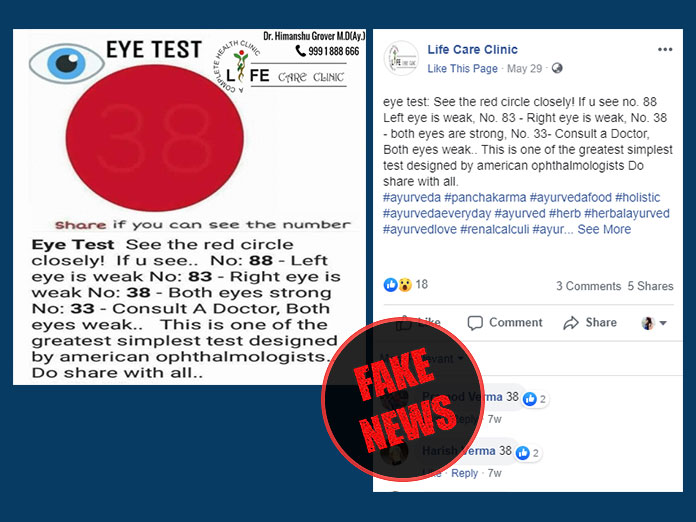 Dr. Himanshu Grover M.D(Ay.)
9991 888 666
EYE TEST
A COMPLETE HEALTH CLINIC
LIFE CARE CLINIC
38
Share if you can see the number
Eye Test See the red circle
closely! If u see.. No: 88 - Left
eye is weak No: 83 - Right eye is
weak No: 38 - Both eyes strong
No: 33 - Consult A Doctor, Both
eyes weak.. This is one of the
greatest simplest test designed
by american ophthalmologists.
Do share with all..
Life Care Clinic
Like This Page · May 29 ·
eye test: See the red circle closely! If u see no. 88
Left eye is weak, No. 83 - Right eye is weak, No. 38
- both eyes are strong, No. 33- Consult a Doctor,
Both eyes weak.. This is one of the greatest simplest
test designed by american ophthalmologists Do
share with all.
#ayurveda #panchakarma #ayurvedafood #holistic
#ayurvedaeveryday #ayurved #herb #herbalayurved
#ayurvedlove #renalcalculi #ayur... See More
18
3 Comments 5 Shares
Like Comment Share
FAKE
NEWS
Verma 38 2
Reply · 7w
Harish Verma 38 2
Like · Reply · 7w